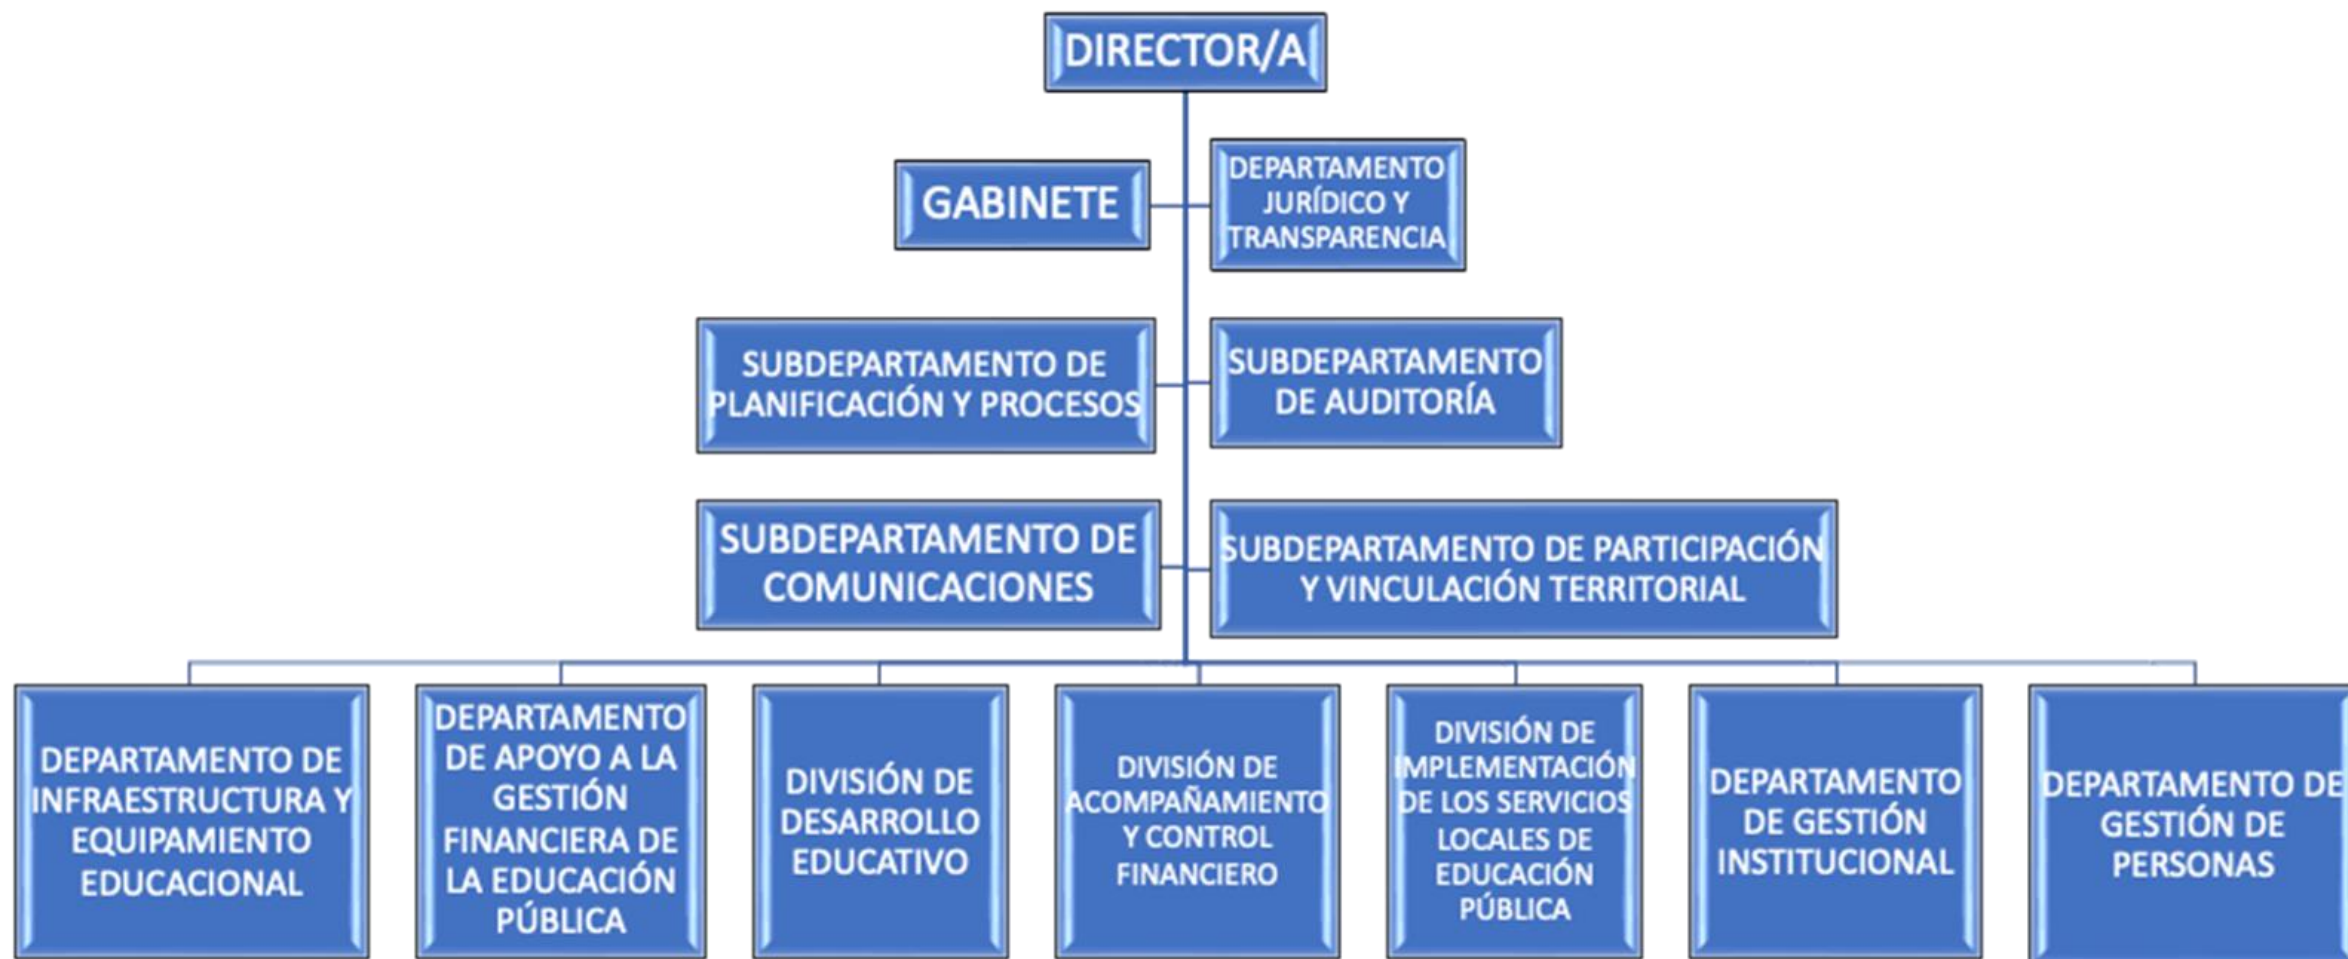 DIRECTOR/A
GABINETE
DEPARTAMENTO
JURÍDICO Y
TRANSPARENCIA
SUBDEPARTAMENTO DE
PLANIFICACIÓN Y PROCESOS
SUBDEPARTAMENTO
DE AUDITORÍA
SUBDEPARTAMENTO DE
COMUNICACIONES
SUBDEPARTAMENTO DE PARTICIPACIÓN
Y VINCULACIÓN TERRITORIAL
DEPARTAMENTO DE
INFRAESTRUCTURA Y
EQUIPAMIENTO
EDUCACIONAL
DEPARTAMENTO
DE APOYO A LA
GESTIÓN
FINANCIERA DE
LA EDUCACIÓN
PÚBLICA
DIVISIÓN DE
DESARROLLO
EDUCATIVO
DIVISIÓN DE
ACOMPAÑAMIENTO
Y CONTROL
FINANCIERO
DIVISIÓN DE
IMPLEMENTACIÓN
DE LOS SERVICIOS
LOCALES DE
EDUCACIÓN
PÚBLICA
DEPARTAMENTO
DE GESTIÓN
INSTITUCIONAL
DEPARTAMENTO DE
GESTIÓN DE
PERSONAS